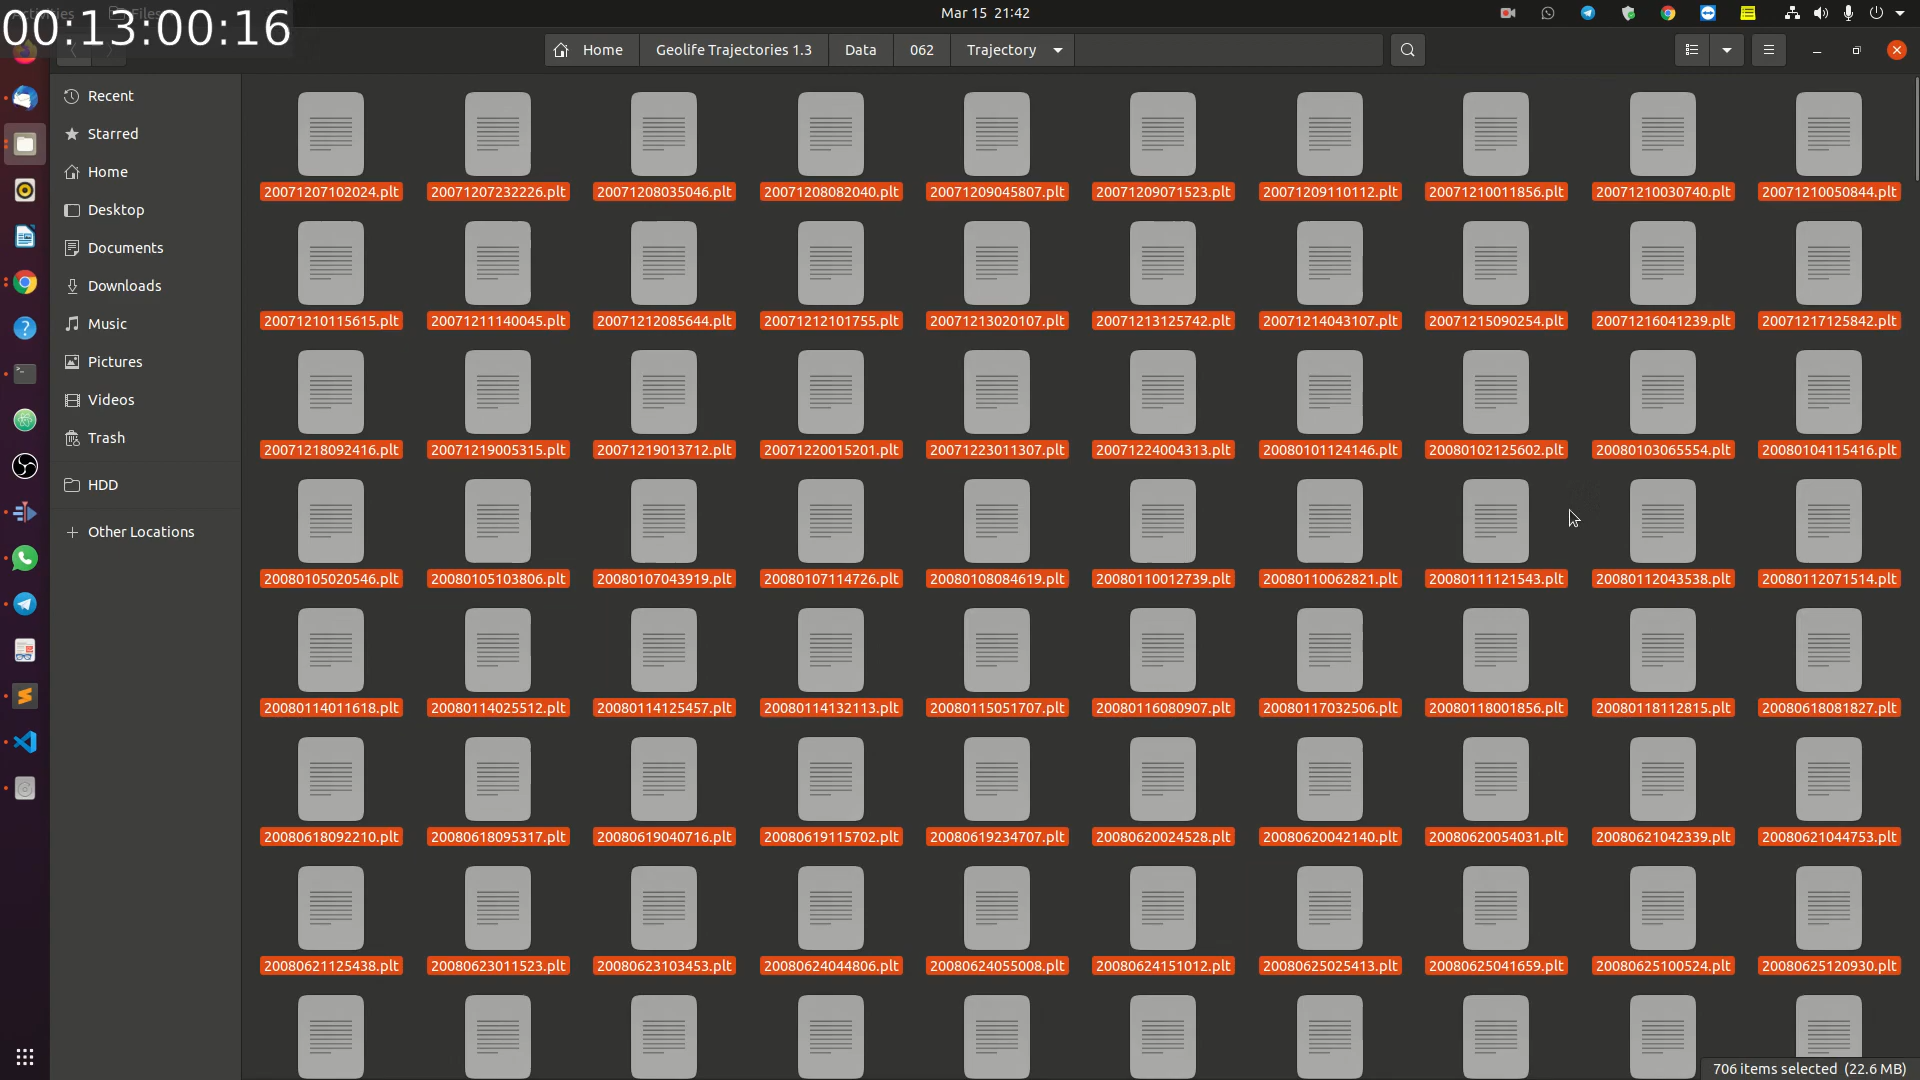 00:13:00:16
Mar 15 21:42
Home Geolife Trajectories 1.3 Data 062 Trajectory
Recent
Starred
Home
Desktop
Documents
Downloads
Music
Pictures
Videos
Trash
HDD
+ Other Locations
20071207102024.plt 20071207232226.plt 20071208035046.plt 20071208082040.plt 20071209045807.plt 20071209071523.plt 20071209110112.plt 20071210011856.plt 20071210030740.plt 20071210050844.plt
20071210115615.plt 20071211140045.plt 20071212085644.plt 20071212101755.plt 20071213020107.plt 20071213125742.plt 20071214043107.plt 20071215090254.plt 20071216041239.plt 20071217125842.plt
20071218092416.plt 20071219005315.plt 20071219013712.plt 20071220015201.plt 20071223011307.plt 20071224004313.plt 20080101124146.plt 20080102125602.plt 20080103065554.plt 20080104115416.plt
20080105020546.plt 20080105103806.plt 20080107043919.plt 20080107114726.plt 20080108084619.plt 20080110012739.plt 20080110062821.plt 20080111121543.plt 20080112043538.plt 20080112071514.plt
20080114011618.plt 20080114025512.plt 20080114125457.plt 20080114132113.plt 20080115051707.plt 20080116080907.plt 20080117032506.plt 20080118001856.plt 20080118112815.plt 20080618081827.plt
20080618092210.plt 20080618095317.plt 20080619040716.plt 20080619115702.plt 20080619234707.plt 20080620024528.plt 20080620042140.plt 20080620054031.plt 20080621042339.plt 20080621044753.plt
20080621125438.plt 20080623011523.plt 20080623103453.plt 20080624044806.plt 20080624055008.plt 20080624151012.plt 20080625025413.plt 20080625041659.plt 20080625100524.plt 20080625120930.plt
706 items selected (22.6 MB)